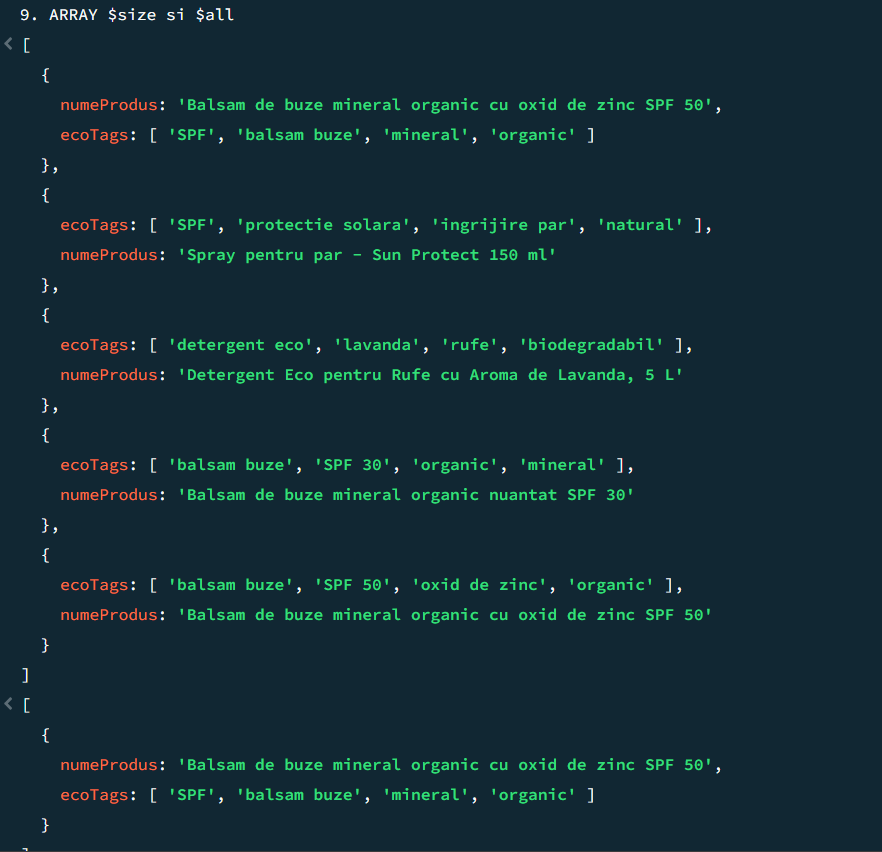 9. ARRAY $size si $all
[
{
numeProdus: 'Balsam de buze mineral organic cu oxid de zinc SPF 50',
ecoTags: [ 'SPF', 'balsam buze', 'mineral', 'organic' ]
},
{
ecoTags: [ 'SPF', 'protectie solara', 'ingrijire par', 'natural' ],
numeProdus: 'Spray pentru par – Sun Protect 150 ml'
},
{
ecoTags: [ 'detergent eco', 'lavanda', 'rufe', 'biodegradabil' ],
numeProdus: 'Detergent Eco pentru Rufe cu Aroma de Lavanda, 5 L'
},
{
ecoTags: [ 'balsam buze', 'SPF 30', 'organic', 'mineral' ],
numeProdus: 'Balsam de buze mineral organic nuantat SPF 30'
},
{
ecoTags: [ 'balsam buze', 'SPF 50', 'oxid de zinc', 'organic' ],
numeProdus: 'Balsam de buze mineral organic cu oxid de zinc SPF 50'
}
]
[
{
numeProdus: 'Balsam de buze mineral organic cu oxid de zinc SPF 50',
ecoTags: [ 'SPF', 'balsam buze', 'mineral', 'organic' ]
}